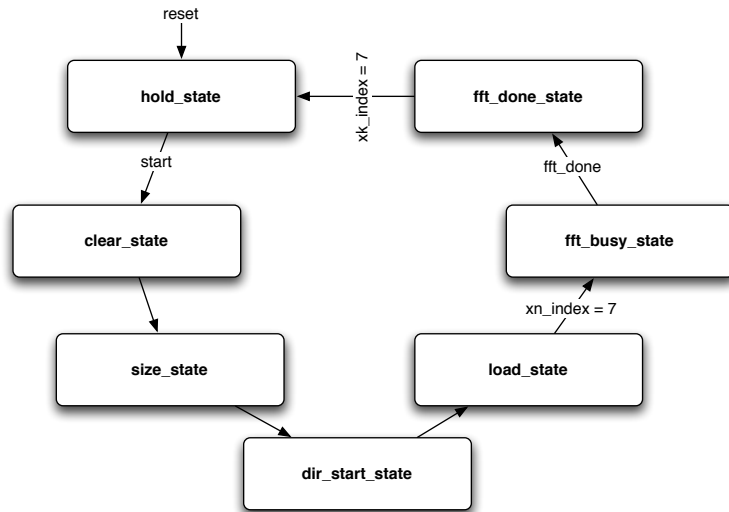 reset
hold_state
xk_index = 7
fft_done_state
start
fft_done
clear_state
fft_busy_state
xn_index = 7
size_state
load_state
dir_start_state